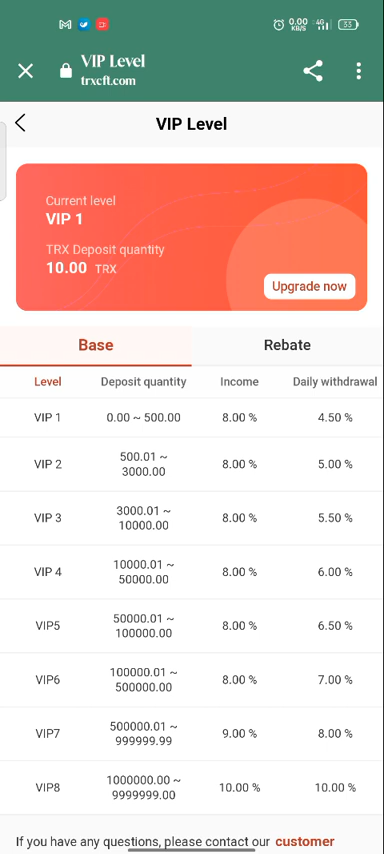 0.00 KB/S 4G 55
VIP Level
trxcft.com
VIP Level
Current level
VIP 1
TRX Deposit quantity
10.00 TRX
Upgrade now
Base Rebate
Level Deposit quantity Income Daily withdrawal
VIP 1 0.00 ~ 500.00 8.00 % 4.50 %
VIP 2 500.01 ~ 3000.00 8.00 % 5.00 %
VIP 3 3000.01 ~ 10000.00 8.00 % 5.50 %
VIP 4 10000.01 ~ 50000.00 8.00 % 6.00 %
VIP5 50000.01 ~ 100000.00 8.00 % 6.50 %
VIP6 100000.01 ~ 500000.00 8.00 % 7.00 %
VIP7 500000.01 ~ 999999.99 9.00 % 8.00 %
VIP8 1000000.00 ~ 9999999.00 10.00 % 10.00 %
If you have any questions, please contact our customer